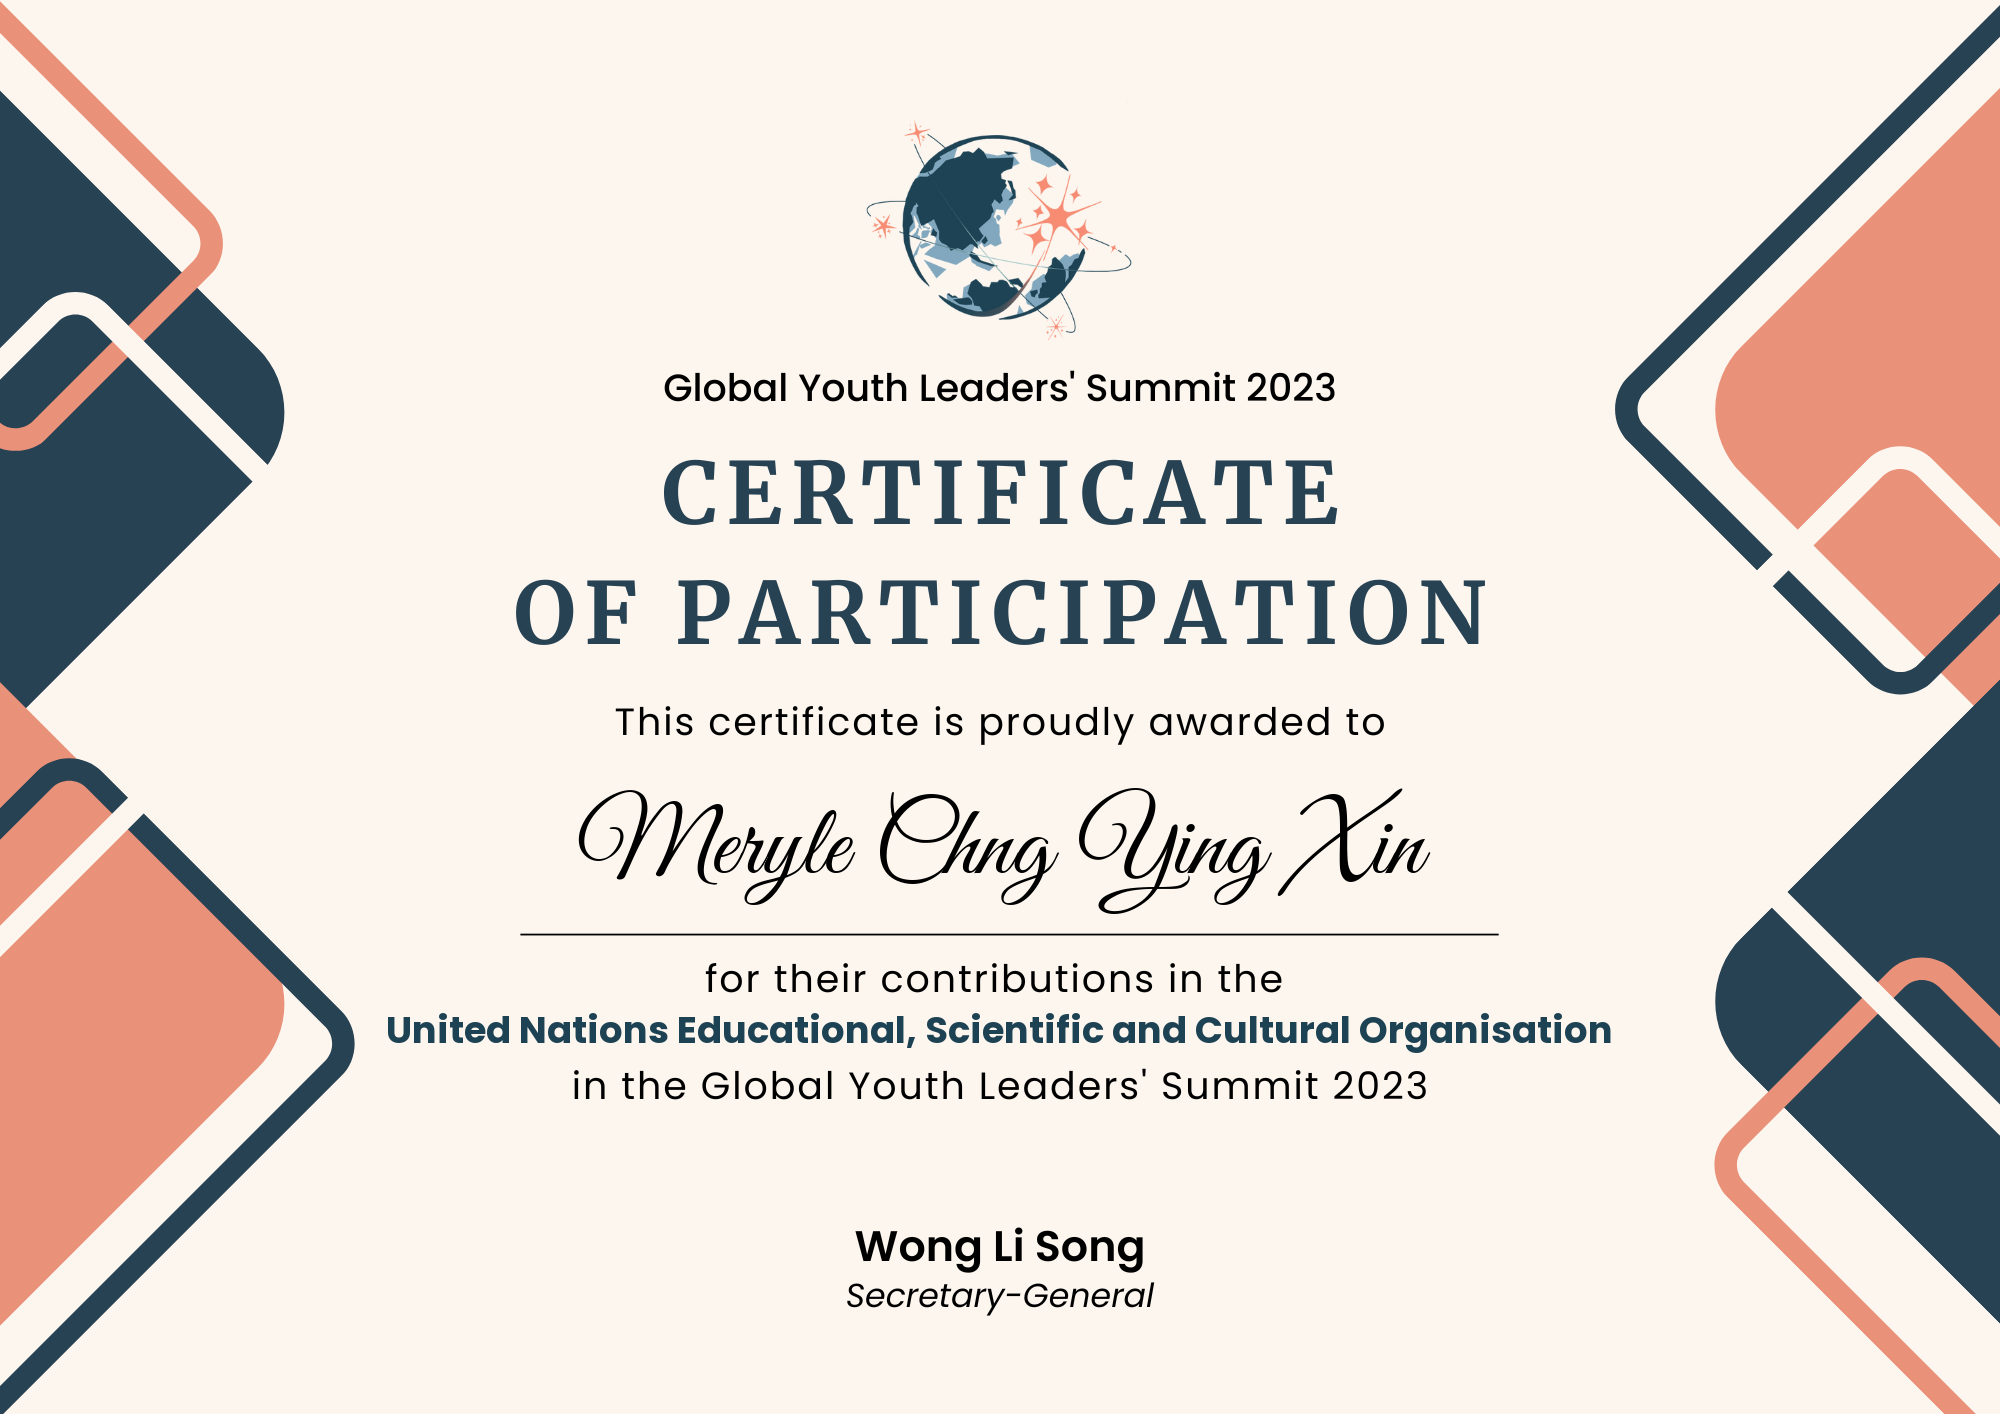 Global Youth Leaders' Summit 2023
CERTIFICATE
OF PARTICIPATION
This certificate is proudly awarded to
Meryle Chng Ying Xin
for their contributions in the
United Nations Educational, Scientific and Cultural Organisation
in the Global Youth Leaders' Summit 2023
Wong Li Song
Secretary-General